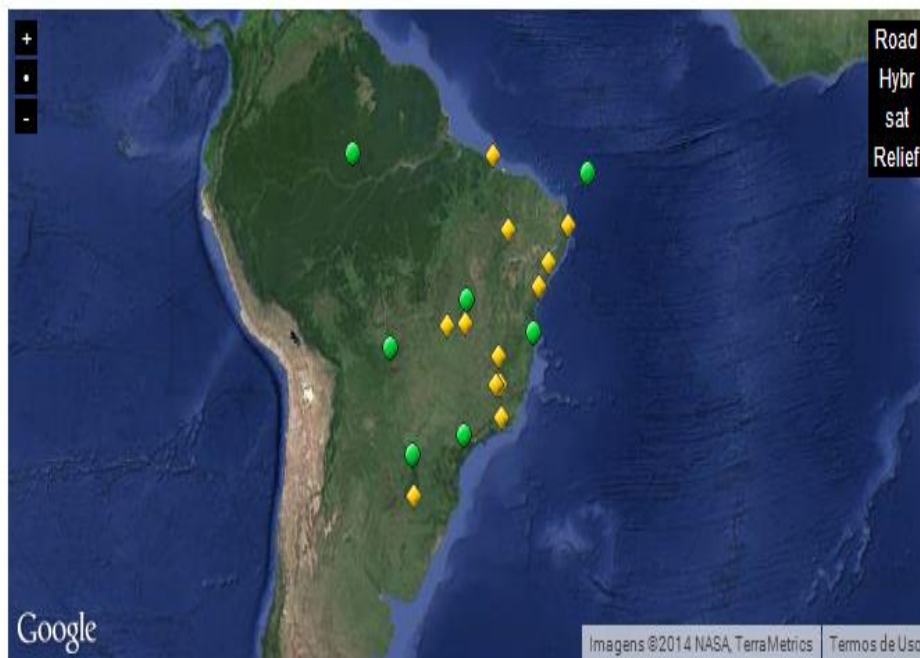 +
•
-
Road
Hybr
sat
Relief
Google
Imagens ©2014 NASA, TerraMetrics
Termos de Uso